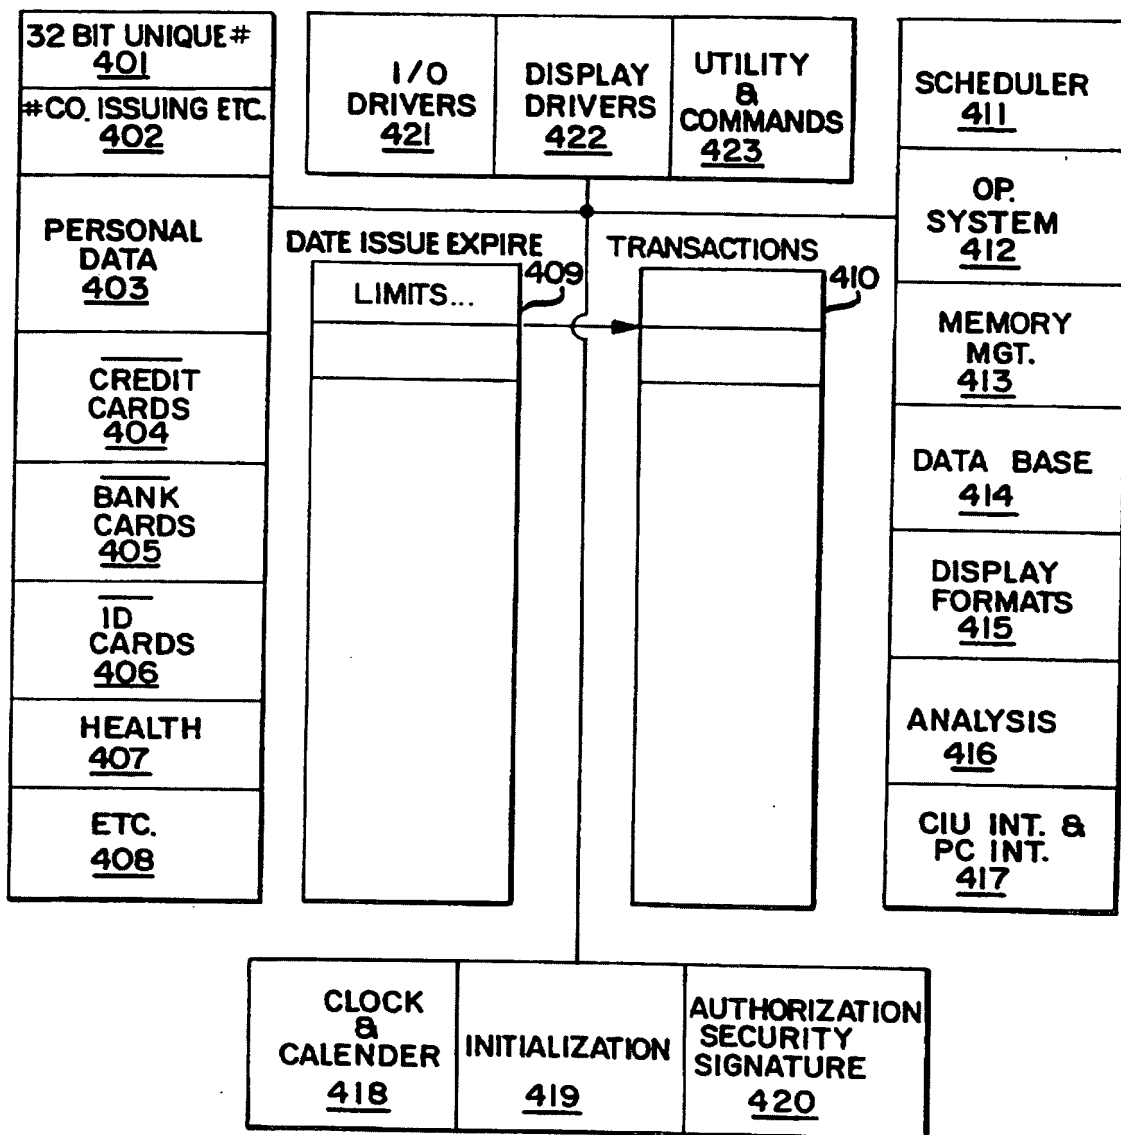 32 BIT UNIQUE#
401
#CO. ISSUING ETC.
402
PERSONAL
DATA
403
CREDIT
CARDS
404
BANK
CARDS
405
ID
CARDS
406
HEALTH
407
ETC.
408
I/O
DRIVERS
421
DISPLAY
DRIVERS
422
UTILITY
&
COMMANDS
423
DATE ISSUE EXPIRE
409
LIMITS...
TRANSACTIONS
410
SCHEDULER
411
OP.
SYSTEM
412
MEMORY
MGT.
413
DATA BASE
414
DISPLAY
FORMATS
415
ANALYSIS
416
CIU INT. &
PC INT.
417
CLOCK
&
CALENDER
418
INITIALIZATION
419
AUTHORIZATION
SECURITY
SIGNATURE
420